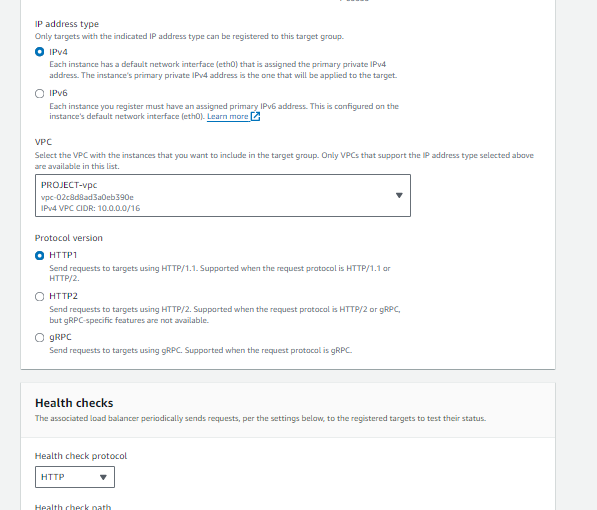 IP address type
Only targets with the indicated IP address type can be registered to this target group.
IPv4
Each instance has a default network interface (eth0) that is assigned the primary private IPv4
address. The instance's primary private IPv4 address is the one that will be applied to the target.
IPv6
Each instance you register must have an assigned primary IPv6 address. This is configured on the
instance's default network interface (eth0). Learn more
VPC
Select the VPC with the instances that you want to include in the target group. Only VPCs that support the IP address type selected above
are available in this list.
PROJECT-vpc
vpc-02c8d8ad3a0eb390e
IPv4 VPC CIDR: 10.0.0.0/16
Protocol version
HTTP1
Send requests to targets using HTTP/1.1. Supported when the request protocol is HTTP/1.1 or
HTTP/2.
HTTP2
Send requests to targets using HTTP/2. Supported when the request protocol is HTTP/2 or gRPC,
but gRPC-specific features are not available.
gRPC
Send requests to targets using gRPC. Supported when the request protocol is gRPC.
Health checks
The associated load balancer periodically sends requests, per the settings below, to the registered targets to test their status.
Health check protocol
HTTP
Health check path